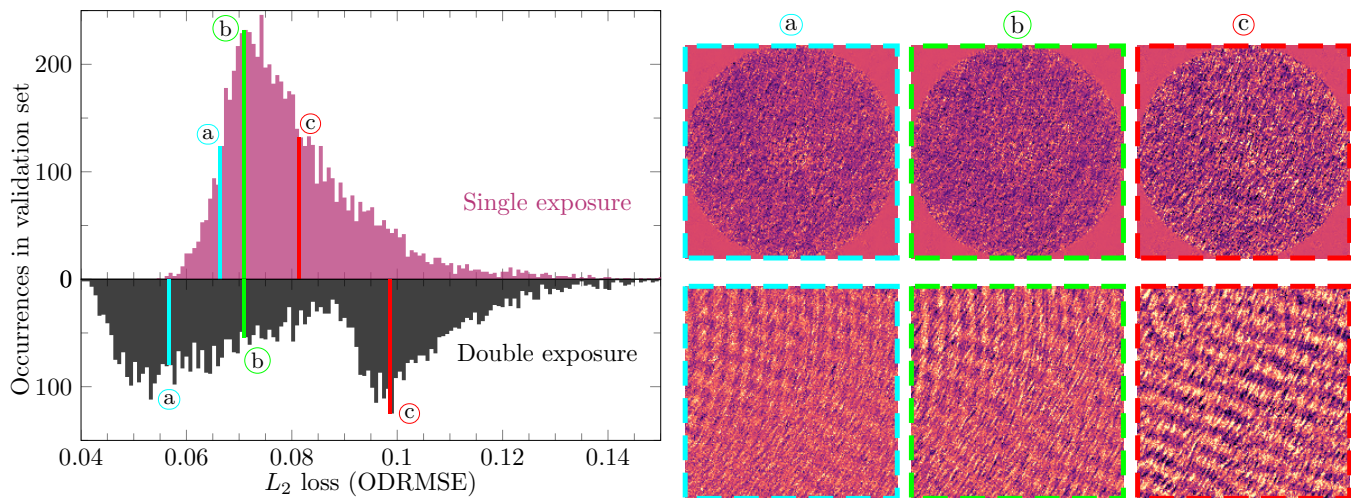 Occurrences in validation set
200
100
0
100
0.04
0.06
0.08
0.1
0.12
0.14
L₂ loss (ODRMSE)
a
b
c
Single exposure
Double exposure
a
b
c
a
b
c